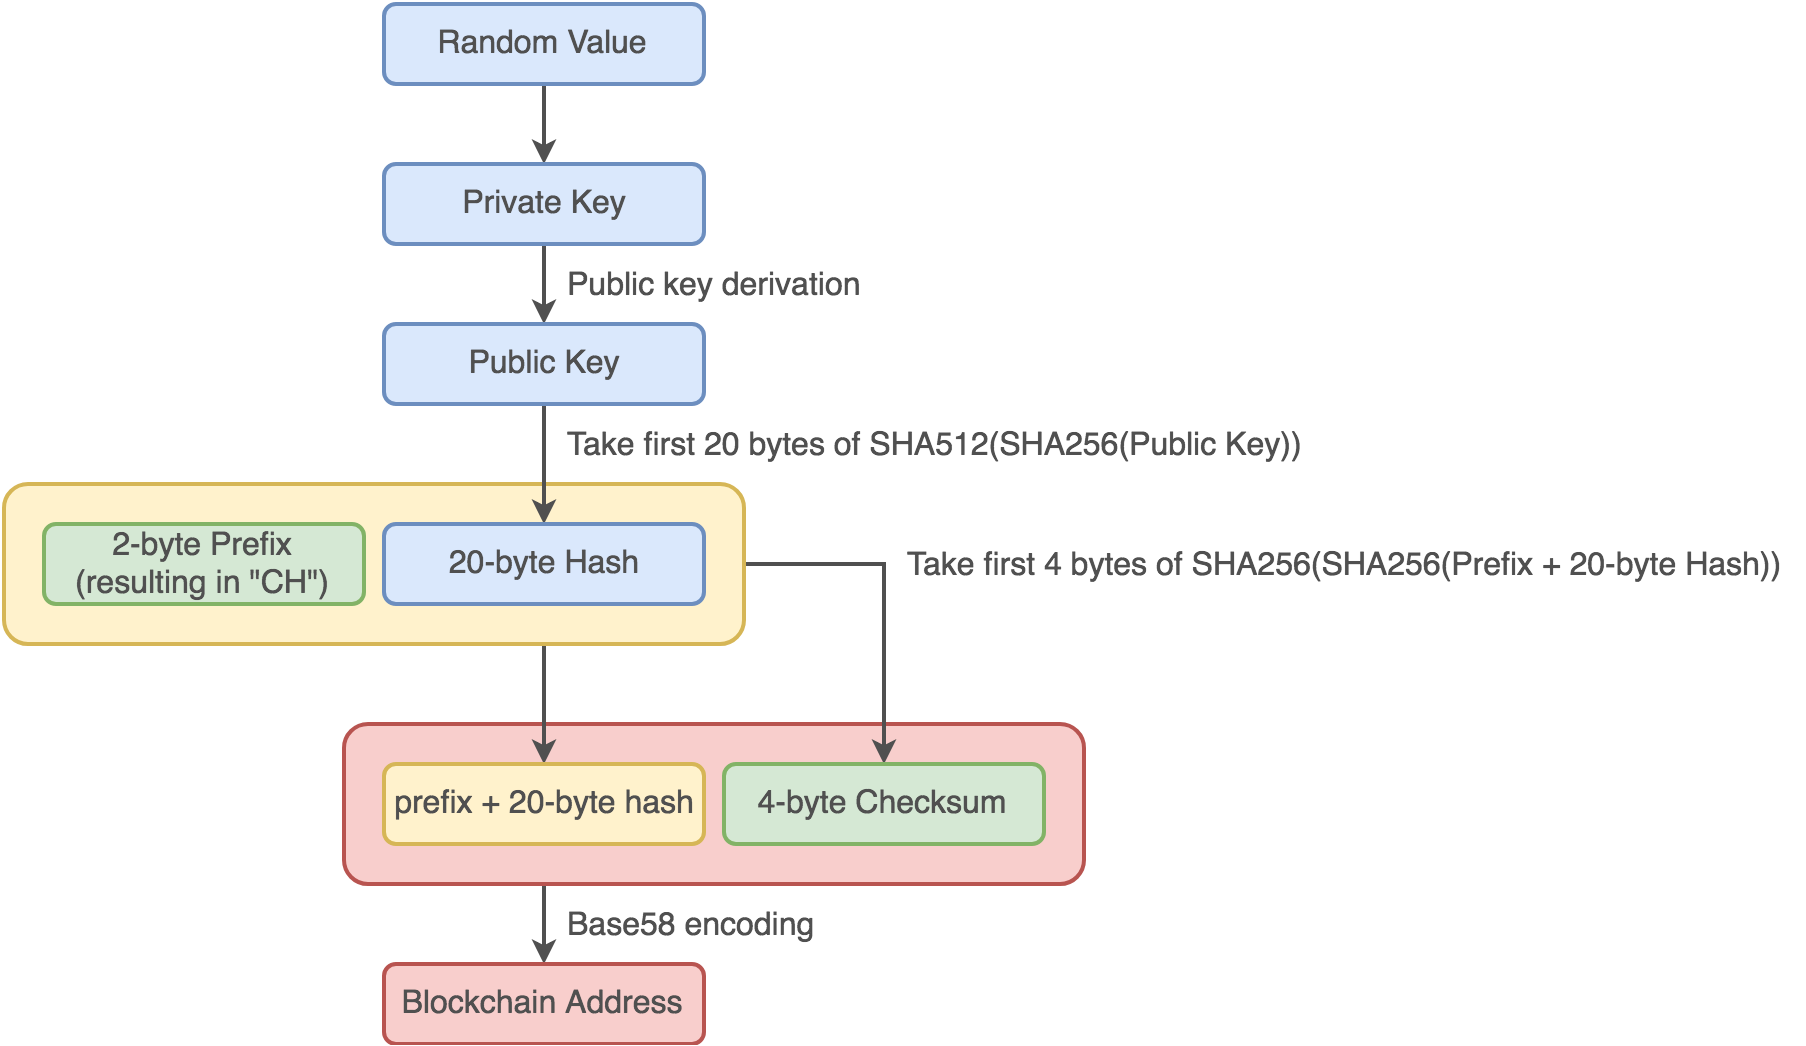 Random Value
Private Key
Public key derivation
Public Key
Take first 20 bytes of SHA512(SHA256(Public Key))
2-byte Prefix
(resulting in "CH")
20-byte Hash
Take first 4 bytes of SHA256(SHA256(Prefix + 20-byte Hash))
prefix + 20-byte hash
4-byte Checksum
Base58 encoding
Blockchain Address